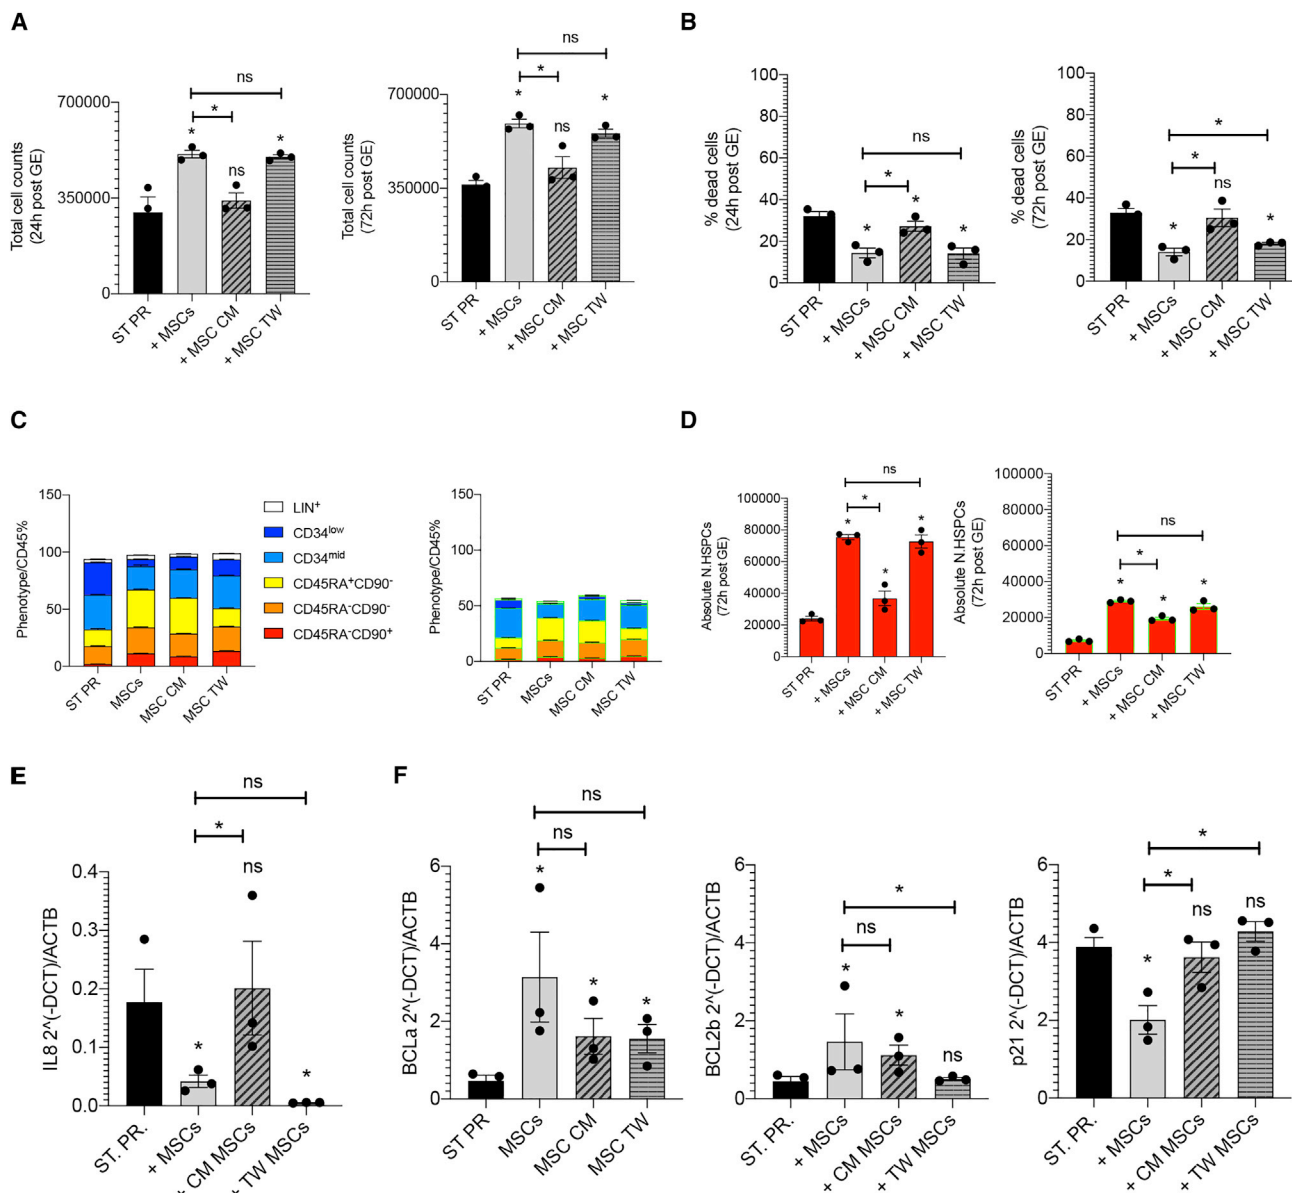 A
700000
350000
0
Total cell counts
(24h post GE)
*
ns
*
*
ns
ST PR
+ MSCs
+ MSC CM
+ MSC TW
700000
350000
0
Total cell counts
(72h post GE)
*
ns
*
*
ns
ST PR
+ MSCs
+ MSC CM
+ MSC TW
B
100
80
60
40
20
0
% dead cells
(24h post GE)
*
*
*
*
ns
ST PR
+ MSCs
+ MSC CM
+ MSC TW
100
80
60
40
20
0
% dead cells
(72h post GE)
*
ns
*
*
*
ST PR
+ MSCs
+ MSC CM
+ MSC TW
C
150
100
50
0
Phenotype/CD45%
ST PR
MSCs
MSC CM
MSC TW
LIN⁺
CD34ˡᵒʷ
CD34ᵐⁱᵈ
CD45RA⁺CD90⁻
CD45RA⁻CD90⁻
CD45RA⁻CD90⁺
150
100
50
0
Phenotype/CD45%
ST PR
MSCs
MSC CM
MSC TW
D
100000
80000
60000
40000
20000
0
Absolute N.HSPCs
(72h post GE)
*
*
*
*
ns
ST PR
+ MSCs
+ MSC CM
+ MSC TW
100000
80000
60000
40000
20000
0
Absolute N.HSPCs
(72h post GE)
*
*
*
*
ns
ST PR
+ MSCs
+ MSC CM
+ MSC TW
E
0.4
0.3
0.2
0.1
0.0
IL8 2^(-DCT)/ACTB
*
ns
*
*
ns
ST. PR.
+ MSCs
+ CM MSCs
+ TW MSCs
F
6
4
2
0
BCLa 2^(-DCT)/ACTB
*
*
*
ns
ns
ST PR
MSCs
MSC CM
MSC TW
6
4
2
0
BCL2b 2^(-DCT)/ACTB
*
*
ns
ns
*
ST. PR.
+ MSCs
+ CM MSCs
+ TW MSCs
6
4
2
0
p21 2^(-DCT)/ACTB
*
ns
ns
*
*
ST. PR.
+ MSCs
+ CM MSCs
+ TW MSCs